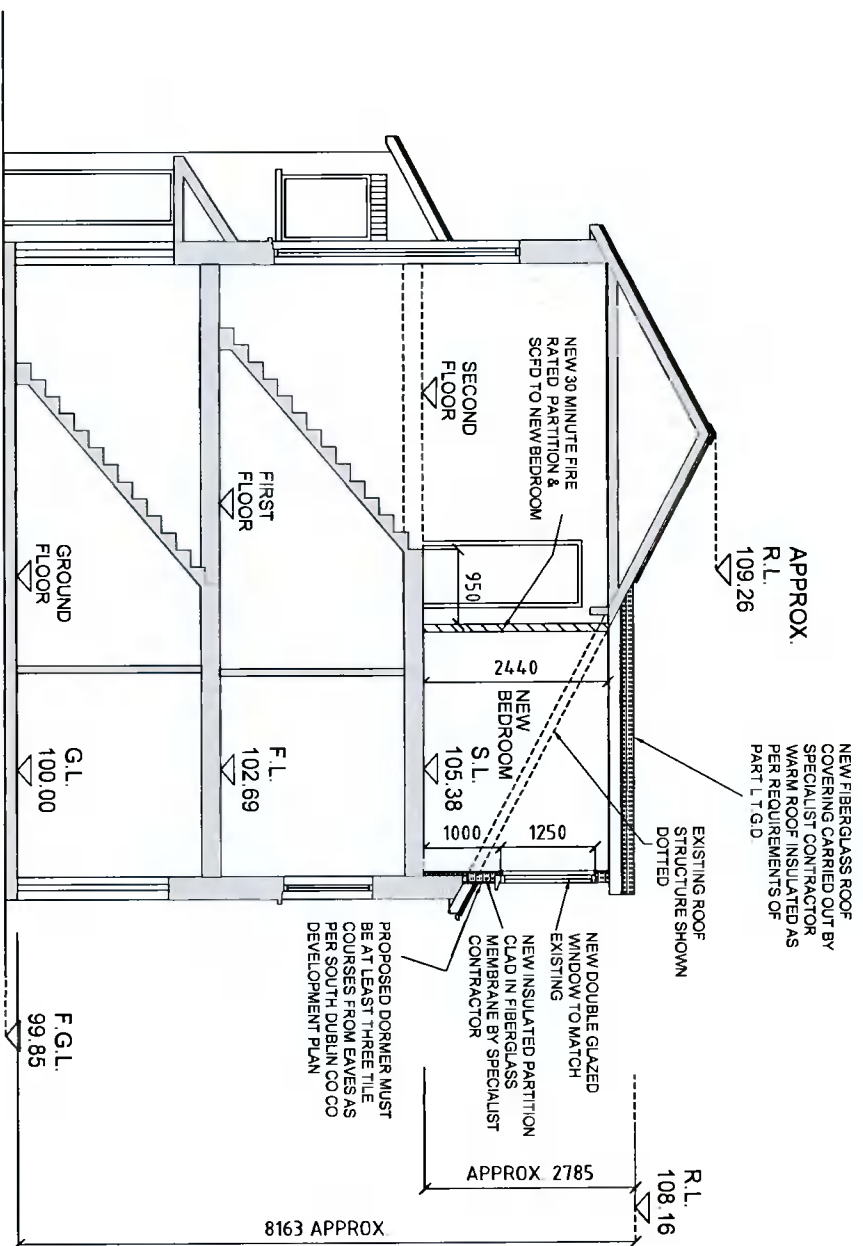 NEW FIBERGLASS ROOF
COVERING CARRIED OUT BY
SPECIALIST CONTRACTOR
WARM ROOF INSULATED AS
PER REQUIREMENTS OF
PART L T.G.D.
APPROX.
R.L.
109.26
R.L.
108.16
EXISTING ROOF
STRUCTURE SHOWN
DOTTED
NEW DOUBLE GLAZED
WINDOW TO MATCH
EXISTING
NEW INSULATED PARTITION
CLAD IN FIBERGLASS
MEMBRANE BY SPECIALIST
CONTRACTOR
PROPOSED DORMER MUST
BE AT LEAST THREE TILE
COURSES FROM EAVES AS
PER SOUTH DUBLIN CO CO
DEVELOPMENT PLAN
NEW 30 MINUTE FIRE
RATED PARTITION &
SCFD TO NEW BEDROOM
SECOND
FLOOR
950
2440
NEW
BEDROOM
S.L.
105.38
1000
1250
APPROX 2785
8163 APPROX
FIRST
FLOOR
F.L.
102.69
GROUND
FLOOR
G.L.
100.00
F.G.L.
99.85